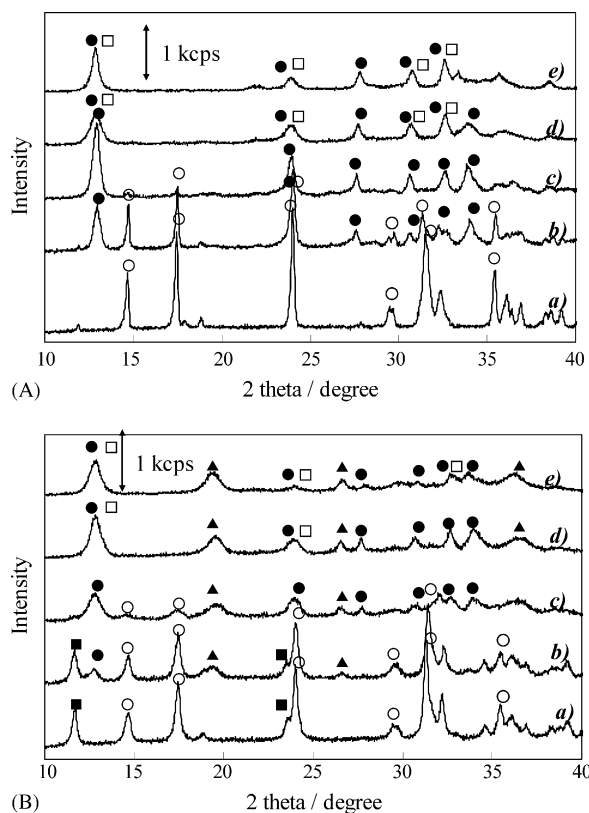 1 kcps
e)
d)
c)
b)
a)
Intensity
10 15 20 25 30 35 40
(A) 2 theta / degree
1 kcps
e)
d)
c)
b)
a)
Intensity
10 15 20 25 30 35 40
(B) 2 theta / degree